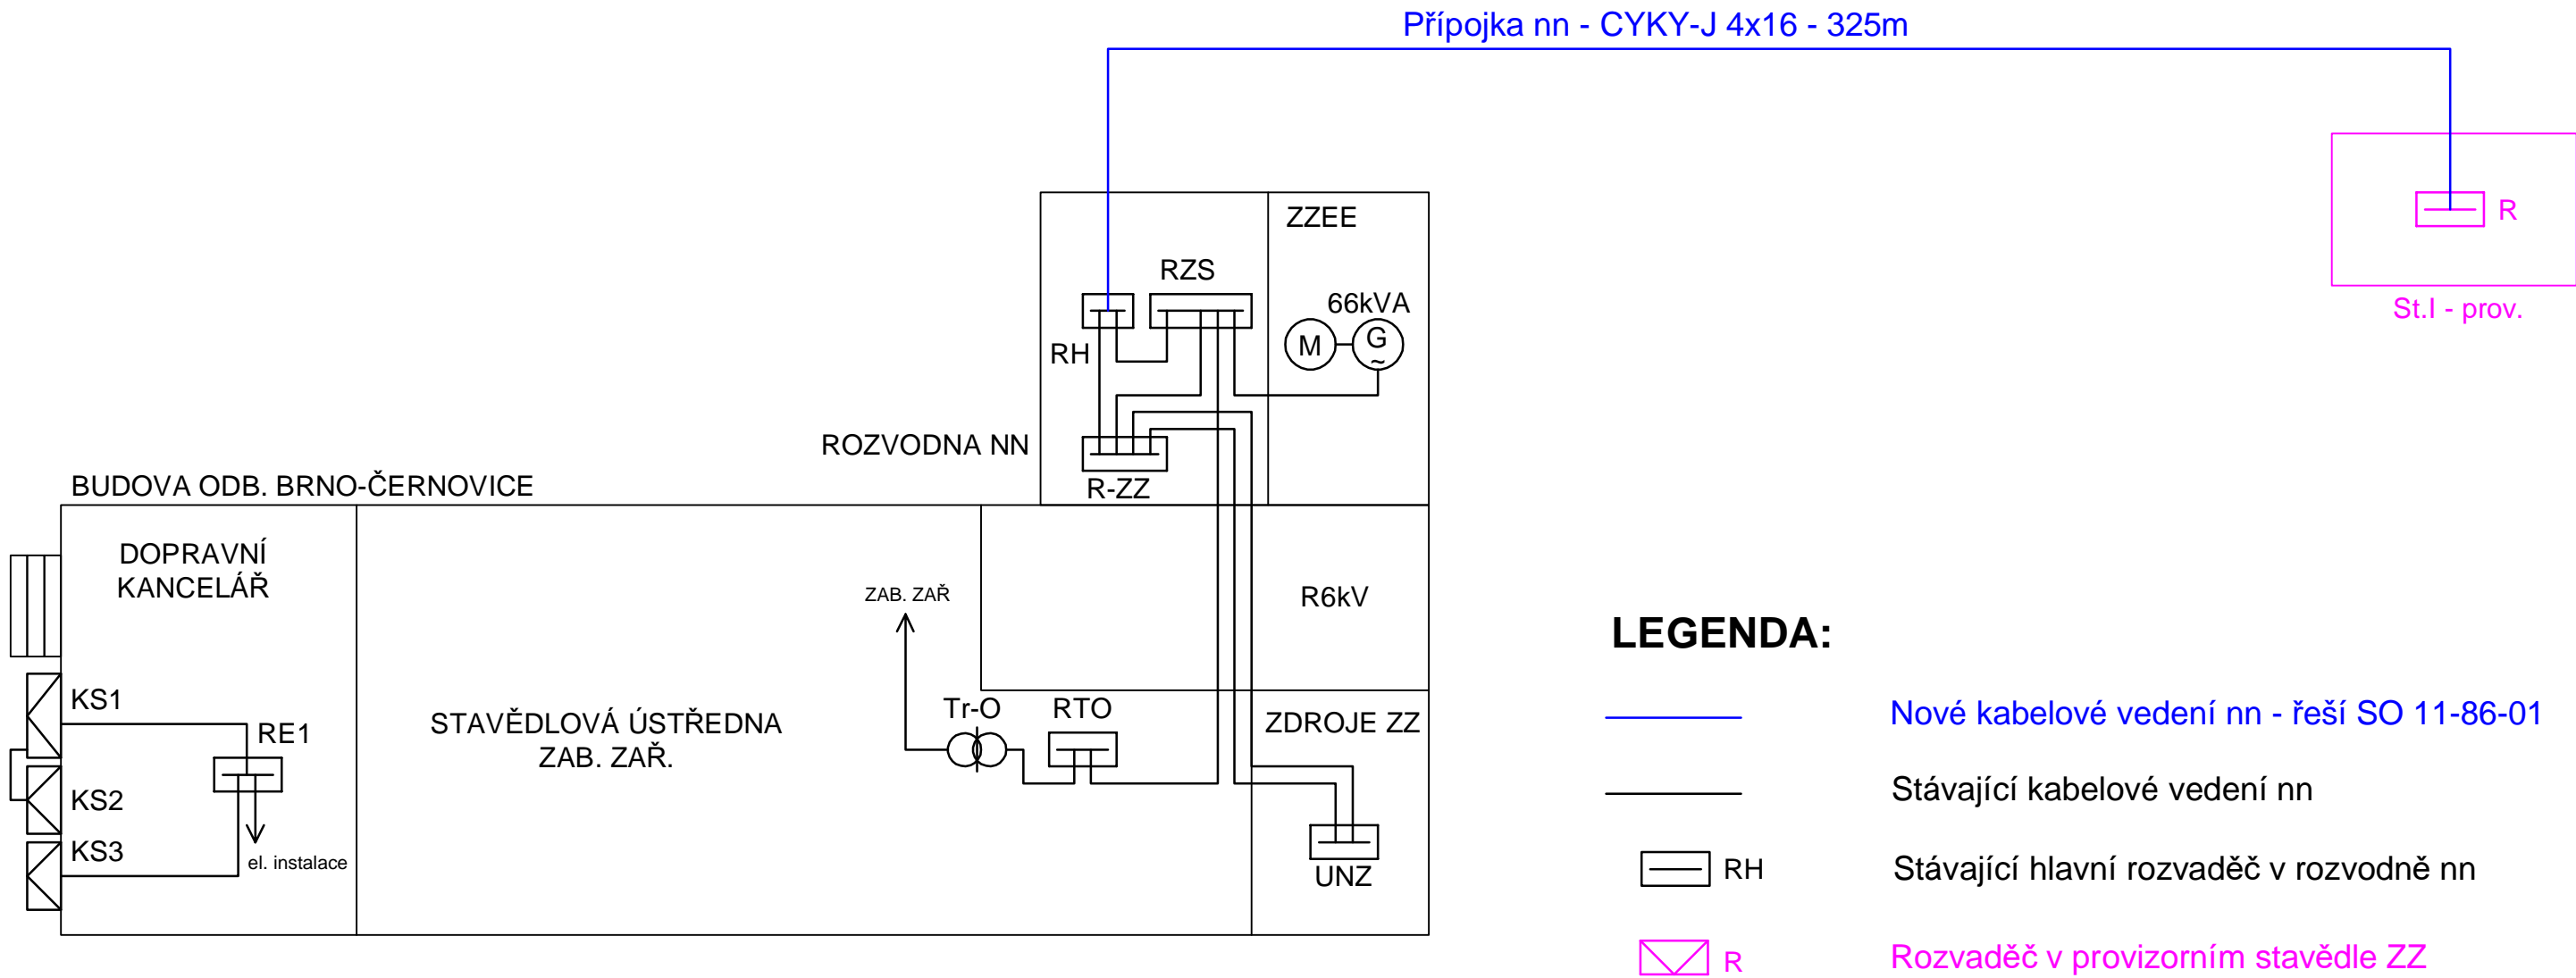 Přípojka nn - CYKY-J 4x16 - 325m
ZZEE
R
RZS
66kVA
St.I - prov.
M
G
~
RH
ROZVODNA NN
BUDOVA ODB. BRNO-ČERNOVICE
R-ZZ
DOPRAVNÍ
KANCELÁŘ
ZAB. ZAŘ
R6kV
LEGENDA:
KS1
RE1
STAVĚDLOVÁ ÚSTŘEDNA
ZAB. ZAŘ.
Tr-O
RTO
ZDROJE ZZ
Nové kabelové vedení nn - řeší SO 11-86-01
KS2
Stávající kabelové vedení nn
KS3
el. instalace
UNZ
RH
Stávající hlavní rozvaděč v rozvodně nn
R
Rozvaděč v provizorním stavědle ZZ